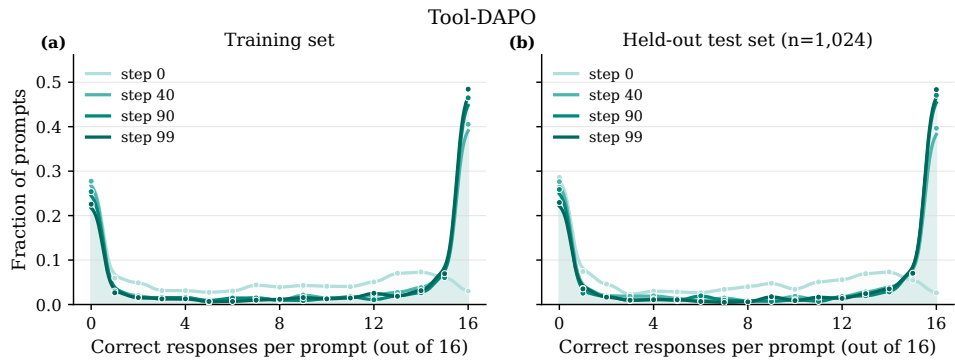 Tool-DAPO
(a) Training set
Fraction of prompts
0.5
0.4
0.3
0.2
0.1
0.0
step 0
step 40
step 90
step 99
0 4 8 12 16
Correct responses per prompt (out of 16)
(b) Held-out test set (n=1,024)
step 0
step 40
step 90
step 99
0 4 8 12 16
Correct responses per prompt (out of 16)